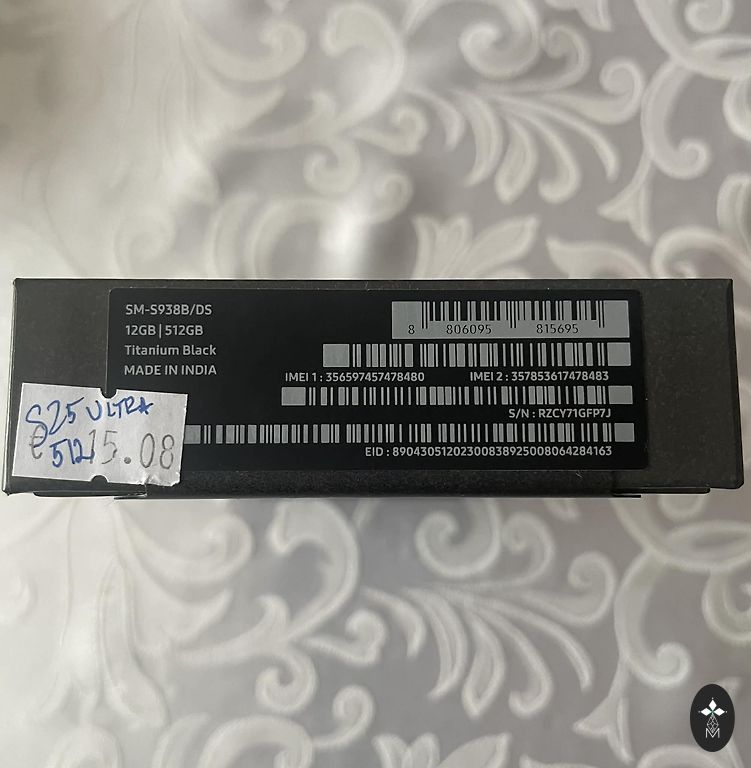 SM-S938B/DS
12GB | 512GB
Titanium Black
MADE IN INDIA
8 806095 815695
IMEI 1 : 356597457478480 IMEI 2 : 357853617478483
S/N : RZCY71GFP7J
EID : 89043051202300838925008064284163
S25 ULTRA
512
€ 15.08
M